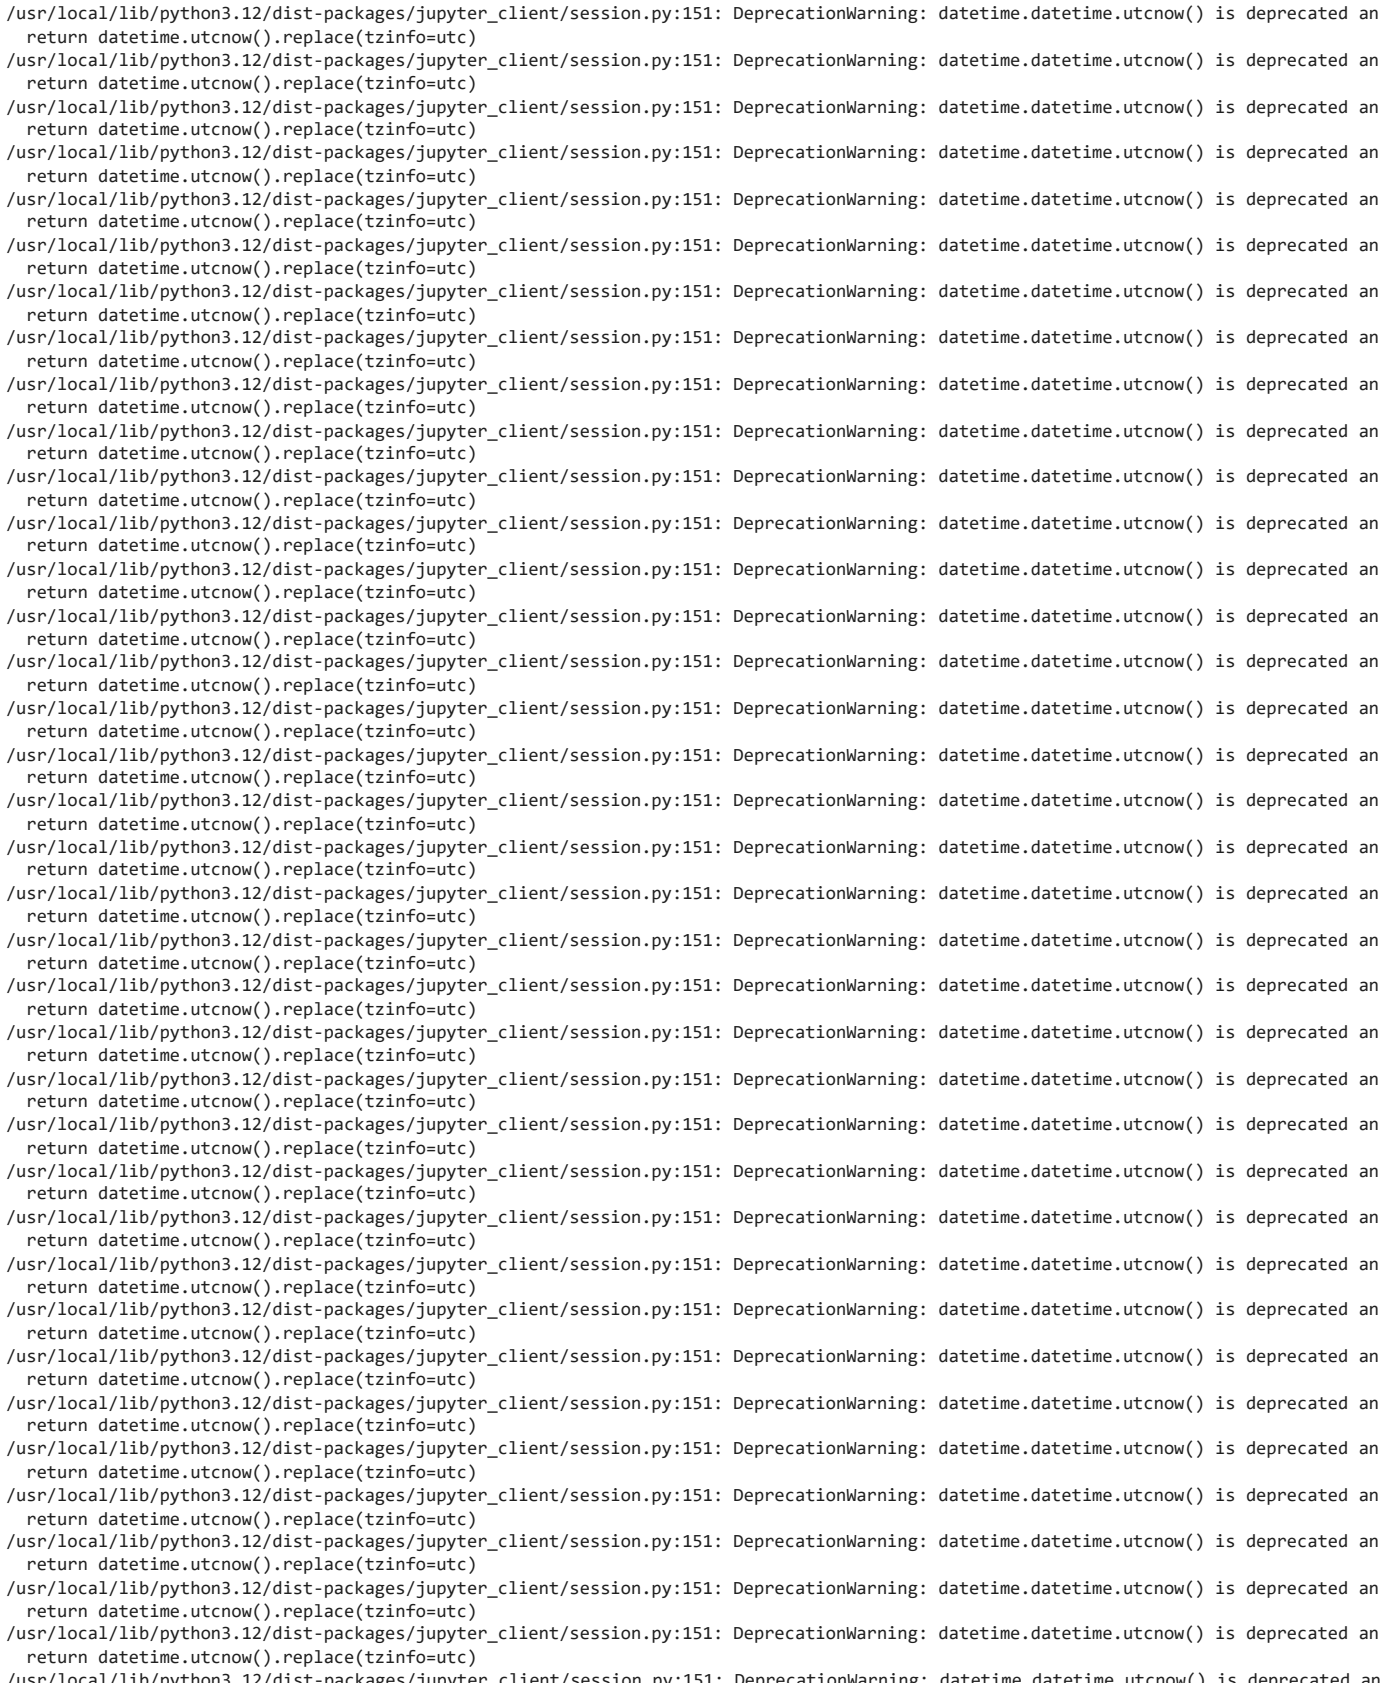 /usr/local/lib/python3.12/dist-packages/jupyter_client/session.py:151: DeprecationWarning: datetime.datetime.utcnow() is deprecated an
return datetime.utcnow().replace(tzinfo=utc)
/usr/local/lib/python3.12/dist-packages/jupyter_client/session.py:151: DeprecationWarning: datetime.datetime.utcnow() is deprecated an
return datetime.utcnow().replace(tzinfo=utc)
/usr/local/lib/python3.12/dist-packages/jupyter_client/session.py:151: DeprecationWarning: datetime.datetime.utcnow() is deprecated an
return datetime.utcnow().replace(tzinfo=utc)
/usr/local/lib/python3.12/dist-packages/jupyter_client/session.py:151: DeprecationWarning: datetime.datetime.utcnow() is deprecated an
return datetime.utcnow().replace(tzinfo=utc)
/usr/local/lib/python3.12/dist-packages/jupyter_client/session.py:151: DeprecationWarning: datetime.datetime.utcnow() is deprecated an
return datetime.utcnow().replace(tzinfo=utc)
/usr/local/lib/python3.12/dist-packages/jupyter_client/session.py:151: DeprecationWarning: datetime.datetime.utcnow() is deprecated an
return datetime.utcnow().replace(tzinfo=utc)
/usr/local/lib/python3.12/dist-packages/jupyter_client/session.py:151: DeprecationWarning: datetime.datetime.utcnow() is deprecated an
return datetime.utcnow().replace(tzinfo=utc)
/usr/local/lib/python3.12/dist-packages/jupyter_client/session.py:151: DeprecationWarning: datetime.datetime.utcnow() is deprecated an
return datetime.utcnow().replace(tzinfo=utc)
/usr/local/lib/python3.12/dist-packages/jupyter_client/session.py:151: DeprecationWarning: datetime.datetime.utcnow() is deprecated an
return datetime.utcnow().replace(tzinfo=utc)
/usr/local/lib/python3.12/dist-packages/jupyter_client/session.py:151: DeprecationWarning: datetime.datetime.utcnow() is deprecated an
return datetime.utcnow().replace(tzinfo=utc)
/usr/local/lib/python3.12/dist-packages/jupyter_client/session.py:151: DeprecationWarning: datetime.datetime.utcnow() is deprecated an
return datetime.utcnow().replace(tzinfo=utc)
/usr/local/lib/python3.12/dist-packages/jupyter_client/session.py:151: DeprecationWarning: datetime.datetime.utcnow() is deprecated an
return datetime.utcnow().replace(tzinfo=utc)
/usr/local/lib/python3.12/dist-packages/jupyter_client/session.py:151: DeprecationWarning: datetime.datetime.utcnow() is deprecated an
return datetime.utcnow().replace(tzinfo=utc)
/usr/local/lib/python3.12/dist-packages/jupyter_client/session.py:151: DeprecationWarning: datetime.datetime.utcnow() is deprecated an
return datetime.utcnow().replace(tzinfo=utc)
/usr/local/lib/python3.12/dist-packages/jupyter_client/session.py:151: DeprecationWarning: datetime.datetime.utcnow() is deprecated an
return datetime.utcnow().replace(tzinfo=utc)
/usr/local/lib/python3.12/dist-packages/jupyter_client/session.py:151: DeprecationWarning: datetime.datetime.utcnow() is deprecated an
return datetime.utcnow().replace(tzinfo=utc)
/usr/local/lib/python3.12/dist-packages/jupyter_client/session.py:151: DeprecationWarning: datetime.datetime.utcnow() is deprecated an
return datetime.utcnow().replace(tzinfo=utc)
/usr/local/lib/python3.12/dist-packages/jupyter_client/session.py:151: DeprecationWarning: datetime.datetime.utcnow() is deprecated an
return datetime.utcnow().replace(tzinfo=utc)
/usr/local/lib/python3.12/dist-packages/jupyter_client/session.py:151: DeprecationWarning: datetime.datetime.utcnow() is deprecated an
return datetime.utcnow().replace(tzinfo=utc)
/usr/local/lib/python3.12/dist-packages/jupyter_client/session.py:151: DeprecationWarning: datetime.datetime.utcnow() is deprecated an
return datetime.utcnow().replace(tzinfo=utc)
/usr/local/lib/python3.12/dist-packages/jupyter_client/session.py:151: DeprecationWarning: datetime.datetime.utcnow() is deprecated an
return datetime.utcnow().replace(tzinfo=utc)
/usr/local/lib/python3.12/dist-packages/jupyter_client/session.py:151: DeprecationWarning: datetime.datetime.utcnow() is deprecated an
return datetime.utcnow().replace(tzinfo=utc)
/usr/local/lib/python3.12/dist-packages/jupyter_client/session.py:151: DeprecationWarning: datetime.datetime.utcnow() is deprecated an
return datetime.utcnow().replace(tzinfo=utc)
/usr/local/lib/python3.12/dist-packages/jupyter_client/session.py:151: DeprecationWarning: datetime.datetime.utcnow() is deprecated an
return datetime.utcnow().replace(tzinfo=utc)
/usr/local/lib/python3.12/dist-packages/jupyter_client/session.py:151: DeprecationWarning: datetime.datetime.utcnow() is deprecated an
return datetime.utcnow().replace(tzinfo=utc)
/usr/local/lib/python3.12/dist-packages/jupyter_client/session.py:151: DeprecationWarning: datetime.datetime.utcnow() is deprecated an
return datetime.utcnow().replace(tzinfo=utc)
/usr/local/lib/python3.12/dist-packages/jupyter_client/session.py:151: DeprecationWarning: datetime.datetime.utcnow() is deprecated an
return datetime.utcnow().replace(tzinfo=utc)
/usr/local/lib/python3.12/dist-packages/jupyter_client/session.py:151: DeprecationWarning: datetime.datetime.utcnow() is deprecated an
return datetime.utcnow().replace(tzinfo=utc)
/usr/local/lib/python3.12/dist-packages/jupyter_client/session.py:151: DeprecationWarning: datetime.datetime.utcnow() is deprecated an
return datetime.utcnow().replace(tzinfo=utc)
/usr/local/lib/python3.12/dist-packages/jupyter_client/session.py:151: DeprecationWarning: datetime.datetime.utcnow() is deprecated an
return datetime.utcnow().replace(tzinfo=utc)
/usr/local/lib/python3.12/dist-packages/jupyter_client/session.py:151: DeprecationWarning: datetime.datetime.utcnow() is deprecated an
return datetime.utcnow().replace(tzinfo=utc)
/usr/local/lib/python3.12/dist-packages/jupyter_client/session.py:151: DeprecationWarning: datetime.datetime.utcnow() is deprecated an
return datetime.utcnow().replace(tzinfo=utc)
/usr/local/lib/python3.12/dist-packages/jupyter_client/session.py:151: DeprecationWarning: datetime.datetime.utcnow() is deprecated an
return datetime.utcnow().replace(tzinfo=utc)
/usr/local/lib/python3.12/dist-packages/jupyter_client/session.py:151: DeprecationWarning: datetime.datetime.utcnow() is deprecated an
return datetime.utcnow().replace(tzinfo=utc)
/usr/local/lib/python3.12/dist-packages/jupyter_client/session.py:151: DeprecationWarning: datetime.datetime.utcnow() is deprecated an
return datetime.utcnow().replace(tzinfo=utc)
/usr/local/lib/python3.12/dist-packages/jupyter_client/session.py:151: DeprecationWarning: datetime.datetime.utcnow() is deprecated an
return datetime.utcnow().replace(tzinfo=utc)
/usr/local/lib/python3.12/dist-packages/jupyter_client/session.py:151: DeprecationWarning: datetime.datetime.utcnow() is deprecated an